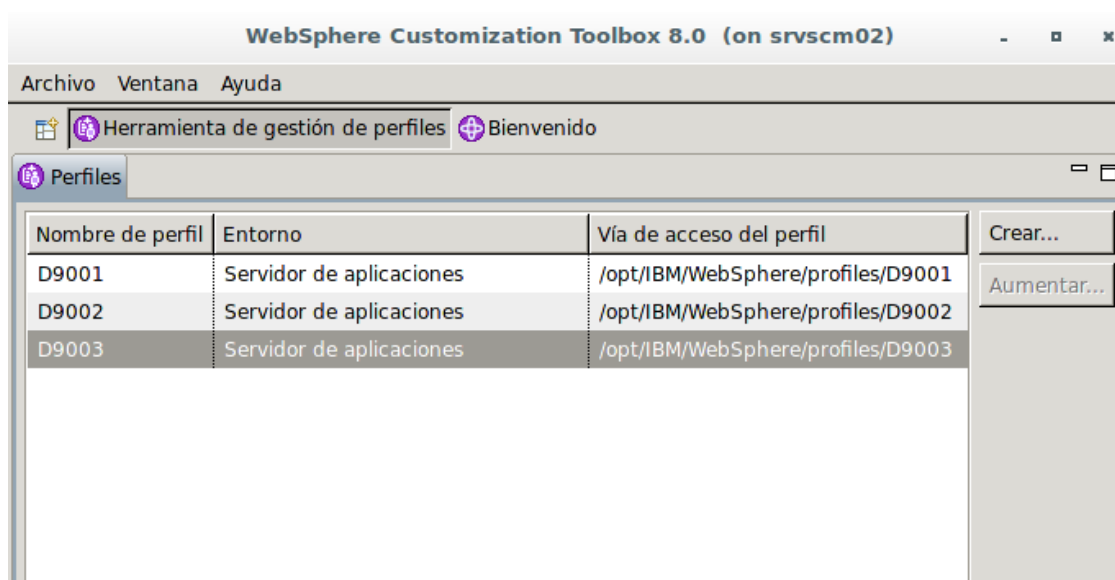 WebSphere Customization Toolbox 8.0 (on srvscm02)
Archivo Ventana Ayuda
Herramienta de gestión de perfiles Bienvenido
Perfiles
Nombre de perfil Entorno Vía de acceso del perfil Crear...
D9001 Servidor de aplicaciones /opt/IBM/WebSphere/profiles/D9001 Aumentar...
D9002 Servidor de aplicaciones /opt/IBM/WebSphere/profiles/D9002
D9003 Servidor de aplicaciones /opt/IBM/WebSphere/profiles/D9003